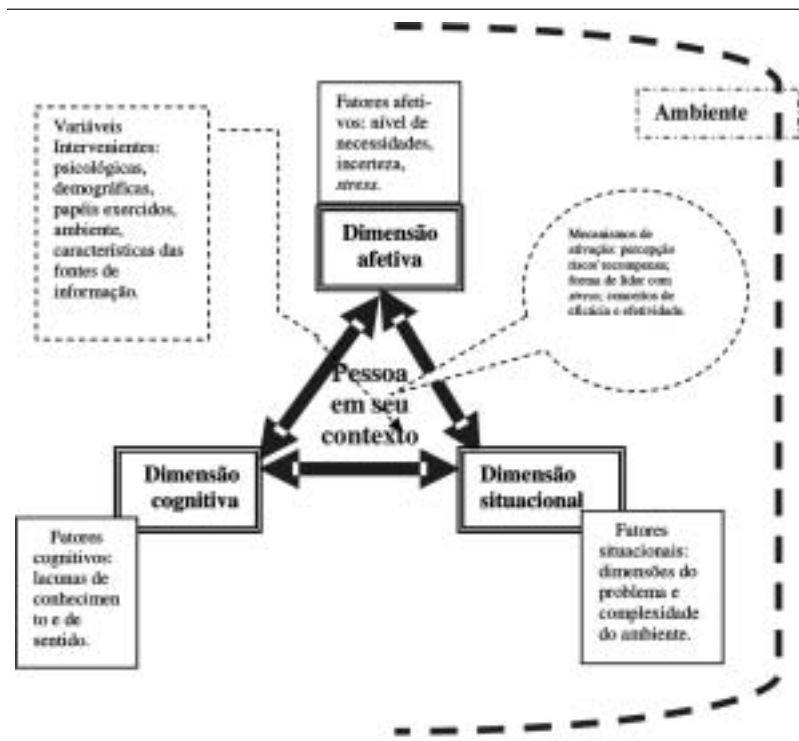 Variáveis
Intervenientes:
psicológicas,
demográficas,
papéis exercidos,
ambiente,
características das
fontes de
informação.
Fatores afeti-
vos: nível de
necessidades,
incerteza,
stress.
Dimensão
afetiva
Ambiente
Mecanismos de
ativação: percepção
riscos/ recompensas;
forma de lidar com
stress; conceitos de
eficácia e efetividade.
Pessoa
em seu
contexto
Dimensão
cognitiva
Fatores
cognitivos:
lacunas de
conhecimen
to e de
sentido.
Dimensão
situacional
Fatores
situacionais:
dimensões do
problema e
complexidade
do ambiente.